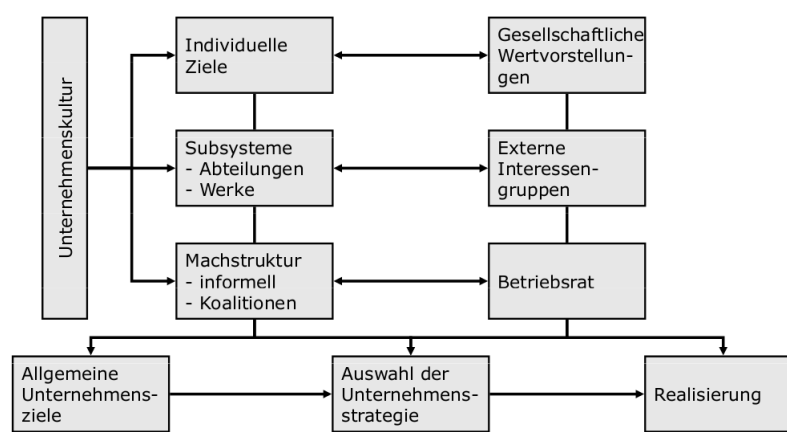 Unternehmenskultur
Individuelle
Ziele
Gesellschaftliche
Wertvorstellun-
gen
Subsysteme
- Abteilungen
- Werke
Externe
Interessen-
gruppen
Machstruktur
- informell
- Koalitionen
Betriebsrat
Allgemeine
Unternehmens-
ziele
Auswahl der
Unternehmens-
strategie
Realisierung